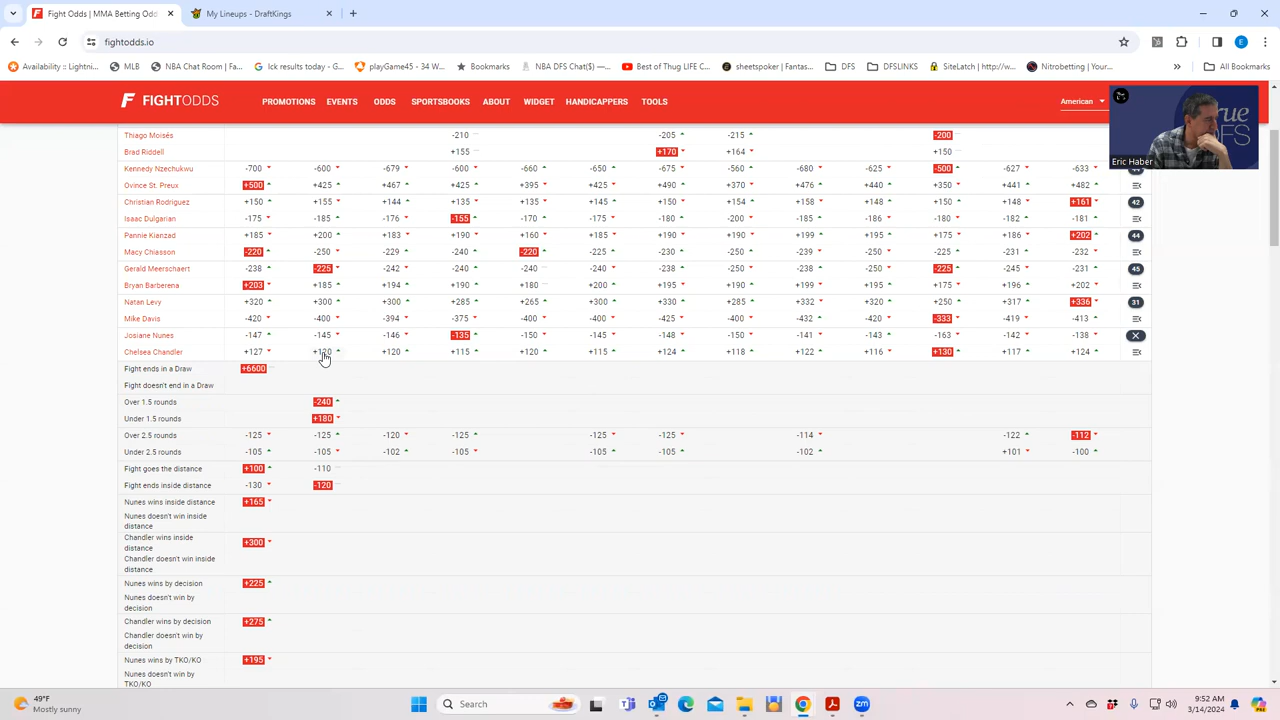 Fight Odds | MMA Betting Od
My Lineups - DraftKings
fightodds.io
Availability :: Lightni... MLB NBA Chat Room | Fa... Ick results today - G... playGame45 - 34 W... Bookmarks NBA DFS Chat($) —... Best of Thug LIFE C... sheetspoker | Fantas... DFS DFSLINKS SiteLatch | http://w... Nitrobetting | Your... » All Bookmarks
FIGHTODDS PROMOTIONS EVENTS ODDS SPORTSBOOKS ABOUT WIDGET HANDICAPPERS TOOLS American
Eric Haber
Thiago Moisés -210 -205 -215 -200
Brad Riddell +155 +170 +164 +150
Kennedy Nzechukwu -700 -600 -679 -600 -660 -650 -675 -560 -680 -625 -500 -627 -633
Ovince St. Preux +500 +425 +467 +425 +395 +425 +490 +370 +476 +440 +350 +441 +482
Christian Rodriguez +150 +155 +144 +135 +135 +145 +150 +154 +158 +148 +150 +148 +161 42
Isaac Dulgarian -175 -185 -176 -155 -170 -173 -180 -200 -185 -186 -180 -182 -181
Pannie Kianzad +185 +200 +183 +190 +160 +185 +190 +190 +199 +195 +175 +186 +202 44
Macy Chiasson -220 -250 -229 -240 -220 -225 -230 -250 -239 -250 -225 -231 -232
Gerald Meerschaert -238 -225 -242 -240 -240 -240 -238 -250 -238 -250 -225 -245 -231 45
Bryan Barberena +203 +185 +194 +190 +180 +200 +195 +190 +199 +195 +175 +196 +202
Natan Levy +320 +300 +300 +285 +265 +300 +330 +285 +332 +320 +250 +317 +336 31
Mike Davis -420 -400 -394 -375 -400 -400 -425 -400 -432 -420 -333 -419 -413
Josiane Nunes -147 -145 -146 -135 -150 -145 -148 -150 -141 -143 -163 -142 -138
Chelsea Chandler +127 +120 +120 +115 +120 +115 +124 +118 +122 +116 +130 +117 +124
Fight ends in a Draw +6600
Fight doesn't end in a Draw
Over 1.5 rounds -240
Under 1.5 rounds +180
Over 2.5 rounds -125 -125 -120 -125 -125 -125 -114 -122 -112
Under 2.5 rounds -105 -105 -102 -105 -105 -105 -102 +101 -100
Fight goes the distance +100 -110
Fight ends inside distance -130 -120
Nunes wins inside distance +165
Nunes doesn't win inside
distance
Chandler wins inside
distance +300
Chandler doesn't win inside
distance
Nunes wins by decision +225
Nunes doesn't win by
decision
Chandler wins by decision +275
Chandler doesn't win by
decision
Nunes wins by TKO/KO +195
Nunes doesn't win by
TKO/KO
49°F
Mostly sunny
Search
9:52 AM
3/14/2024